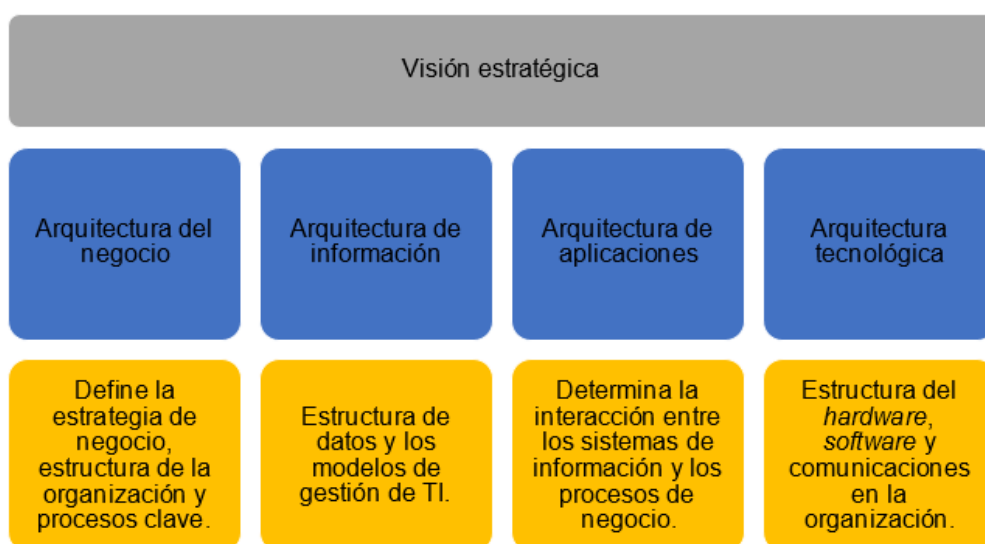 Visión estratégica
Arquitectura del
negocio
Arquitectura de
información
Arquitectura de
aplicaciones
Arquitectura
tecnológica
Define la
estrategia de
negocio,
estructura de la
organización y
procesos clave.
Estructura de
datos y los
modelos de
gestión de TI.
Determina la
interacción entre
los sistemas de
información y los
procesos de
negocio.
Estructura del
hardware,
software y
comunicaciones
en la
organización.